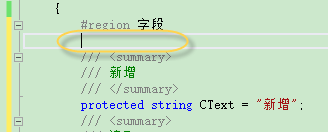 {
#region 字段
/// <summary>
/// 新增
/// </summary>
protected string CText = "新增";
/// <summary>